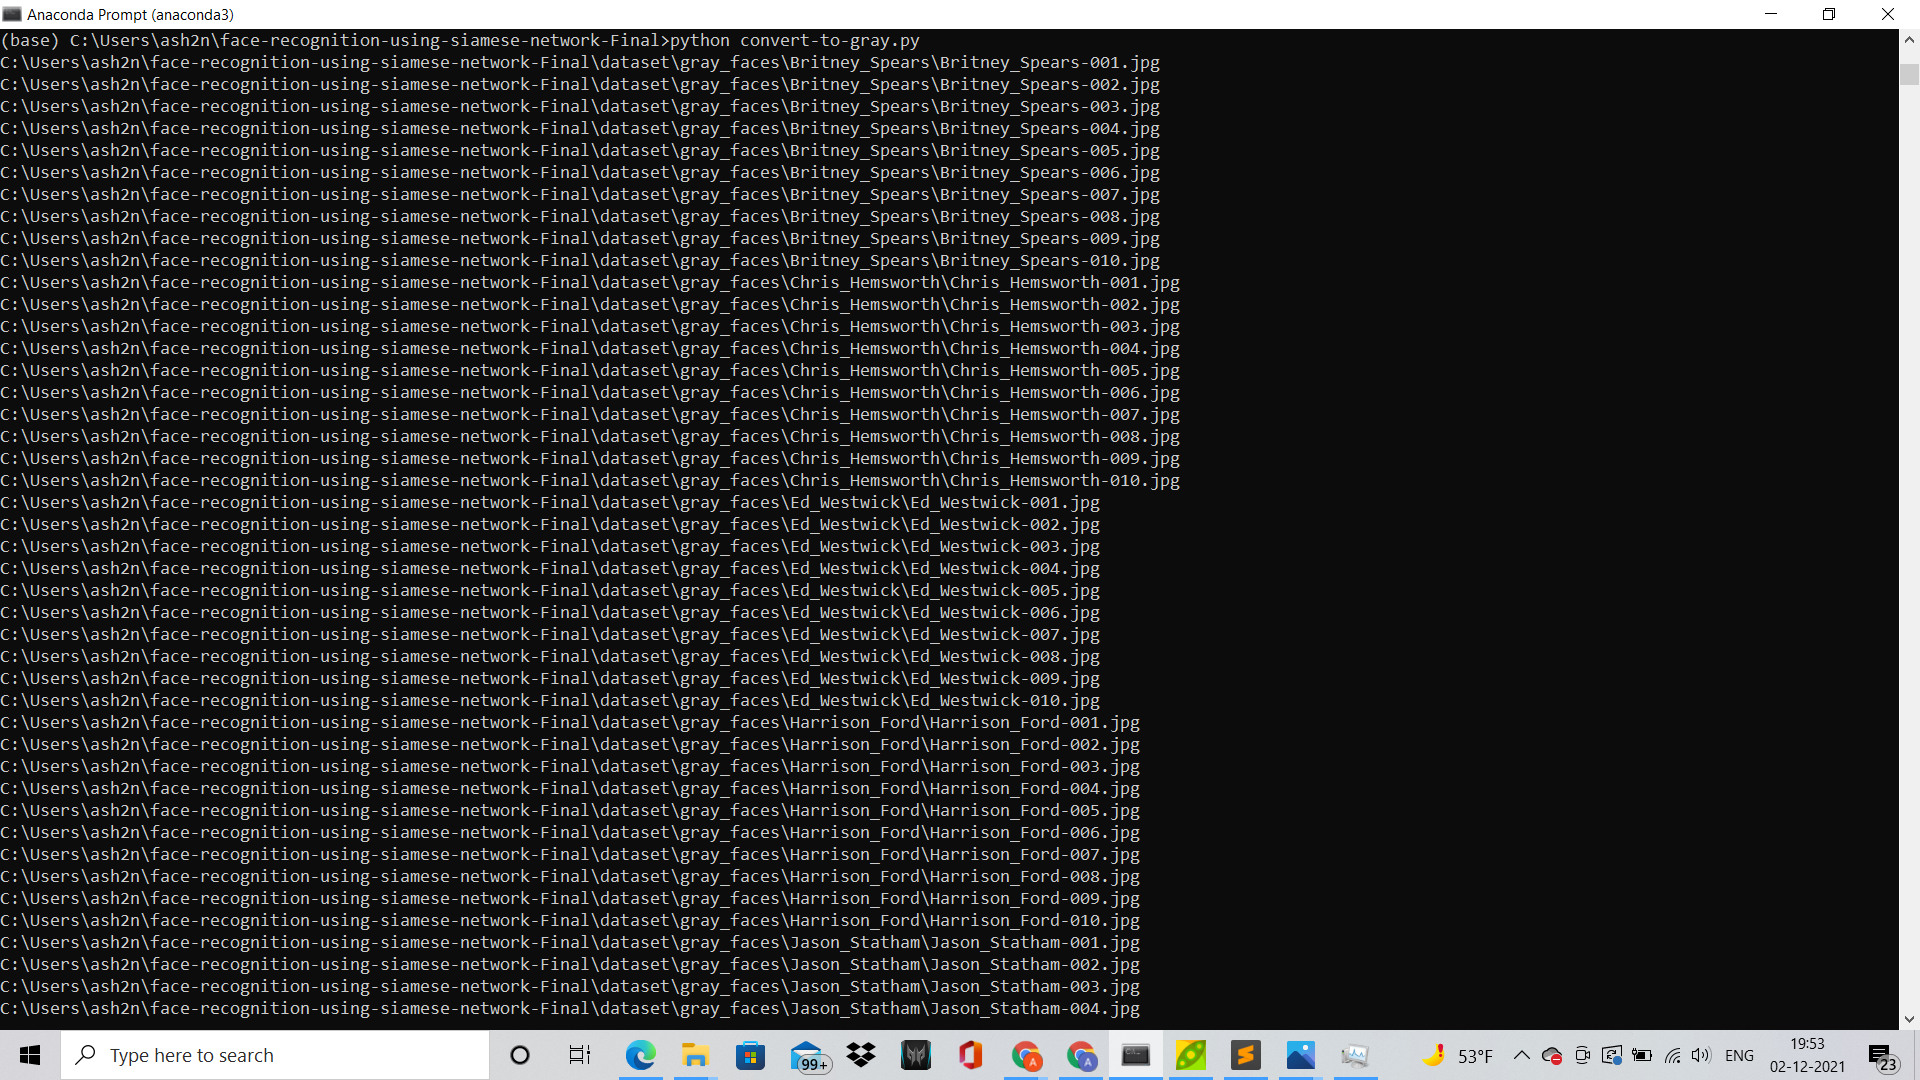 Anaconda Prompt (anaconda3)
(base) C:\Users\ash2n\face-recognition-using-siamese-network-Final>python convert-to-gray.py
C:\Users\ash2n\face-recognition-using-siamese-network-Final\dataset\gray_faces\Britney_Spears\Britney_Spears-001.jpg
C:\Users\ash2n\face-recognition-using-siamese-network-Final\dataset\gray_faces\Britney_Spears\Britney_Spears-002.jpg
C:\Users\ash2n\face-recognition-using-siamese-network-Final\dataset\gray_faces\Britney_Spears\Britney_Spears-003.jpg
C:\Users\ash2n\face-recognition-using-siamese-network-Final\dataset\gray_faces\Britney_Spears\Britney_Spears-004.jpg
C:\Users\ash2n\face-recognition-using-siamese-network-Final\dataset\gray_faces\Britney_Spears\Britney_Spears-005.jpg
C:\Users\ash2n\face-recognition-using-siamese-network-Final\dataset\gray_faces\Britney_Spears\Britney_Spears-006.jpg
C:\Users\ash2n\face-recognition-using-siamese-network-Final\dataset\gray_faces\Britney_Spears\Britney_Spears-007.jpg
C:\Users\ash2n\face-recognition-using-siamese-network-Final\dataset\gray_faces\Britney_Spears\Britney_Spears-008.jpg
C:\Users\ash2n\face-recognition-using-siamese-network-Final\dataset\gray_faces\Britney_Spears\Britney_Spears-009.jpg
C:\Users\ash2n\face-recognition-using-siamese-network-Final\dataset\gray_faces\Britney_Spears\Britney_Spears-010.jpg
C:\Users\ash2n\face-recognition-using-siamese-network-Final\dataset\gray_faces\Chris_Hemsworth\Chris_Hemsworth-001.jpg
C:\Users\ash2n\face-recognition-using-siamese-network-Final\dataset\gray_faces\Chris_Hemsworth\Chris_Hemsworth-002.jpg
C:\Users\ash2n\face-recognition-using-siamese-network-Final\dataset\gray_faces\Chris_Hemsworth\Chris_Hemsworth-003.jpg
C:\Users\ash2n\face-recognition-using-siamese-network-Final\dataset\gray_faces\Chris_Hemsworth\Chris_Hemsworth-004.jpg
C:\Users\ash2n\face-recognition-using-siamese-network-Final\dataset\gray_faces\Chris_Hemsworth\Chris_Hemsworth-005.jpg
C:\Users\ash2n\face-recognition-using-siamese-network-Final\dataset\gray_faces\Chris_Hemsworth\Chris_Hemsworth-006.jpg
C:\Users\ash2n\face-recognition-using-siamese-network-Final\dataset\gray_faces\Chris_Hemsworth\Chris_Hemsworth-007.jpg
C:\Users\ash2n\face-recognition-using-siamese-network-Final\dataset\gray_faces\Chris_Hemsworth\Chris_Hemsworth-008.jpg
C:\Users\ash2n\face-recognition-using-siamese-network-Final\dataset\gray_faces\Chris_Hemsworth\Chris_Hemsworth-009.jpg
C:\Users\ash2n\face-recognition-using-siamese-network-Final\dataset\gray_faces\Chris_Hemsworth\Chris_Hemsworth-010.jpg
C:\Users\ash2n\face-recognition-using-siamese-network-Final\dataset\gray_faces\Ed_Westwick\Ed_Westwick-001.jpg
C:\Users\ash2n\face-recognition-using-siamese-network-Final\dataset\gray_faces\Ed_Westwick\Ed_Westwick-002.jpg
C:\Users\ash2n\face-recognition-using-siamese-network-Final\dataset\gray_faces\Ed_Westwick\Ed_Westwick-003.jpg
C:\Users\ash2n\face-recognition-using-siamese-network-Final\dataset\gray_faces\Ed_Westwick\Ed_Westwick-004.jpg
C:\Users\ash2n\face-recognition-using-siamese-network-Final\dataset\gray_faces\Ed_Westwick\Ed_Westwick-005.jpg
C:\Users\ash2n\face-recognition-using-siamese-network-Final\dataset\gray_faces\Ed_Westwick\Ed_Westwick-006.jpg
C:\Users\ash2n\face-recognition-using-siamese-network-Final\dataset\gray_faces\Ed_Westwick\Ed_Westwick-007.jpg
C:\Users\ash2n\face-recognition-using-siamese-network-Final\dataset\gray_faces\Ed_Westwick\Ed_Westwick-008.jpg
C:\Users\ash2n\face-recognition-using-siamese-network-Final\dataset\gray_faces\Ed_Westwick\Ed_Westwick-009.jpg
C:\Users\ash2n\face-recognition-using-siamese-network-Final\dataset\gray_faces\Ed_Westwick\Ed_Westwick-010.jpg
C:\Users\ash2n\face-recognition-using-siamese-network-Final\dataset\gray_faces\Harrison_Ford\Harrison_Ford-001.jpg
C:\Users\ash2n\face-recognition-using-siamese-network-Final\dataset\gray_faces\Harrison_Ford\Harrison_Ford-002.jpg
C:\Users\ash2n\face-recognition-using-siamese-network-Final\dataset\gray_faces\Harrison_Ford\Harrison_Ford-003.jpg
C:\Users\ash2n\face-recognition-using-siamese-network-Final\dataset\gray_faces\Harrison_Ford\Harrison_Ford-004.jpg
C:\Users\ash2n\face-recognition-using-siamese-network-Final\dataset\gray_faces\Harrison_Ford\Harrison_Ford-005.jpg
C:\Users\ash2n\face-recognition-using-siamese-network-Final\dataset\gray_faces\Harrison_Ford\Harrison_Ford-006.jpg
C:\Users\ash2n\face-recognition-using-siamese-network-Final\dataset\gray_faces\Harrison_Ford\Harrison_Ford-007.jpg
C:\Users\ash2n\face-recognition-using-siamese-network-Final\dataset\gray_faces\Harrison_Ford\Harrison_Ford-008.jpg
C:\Users\ash2n\face-recognition-using-siamese-network-Final\dataset\gray_faces\Harrison_Ford\Harrison_Ford-009.jpg
C:\Users\ash2n\face-recognition-using-siamese-network-Final\dataset\gray_faces\Harrison_Ford\Harrison_Ford-010.jpg
C:\Users\ash2n\face-recognition-using-siamese-network-Final\dataset\gray_faces\Jason_Statham\Jason_Statham-001.jpg
C:\Users\ash2n\face-recognition-using-siamese-network-Final\dataset\gray_faces\Jason_Statham\Jason_Statham-002.jpg
C:\Users\ash2n\face-recognition-using-siamese-network-Final\dataset\gray_faces\Jason_Statham\Jason_Statham-003.jpg
C:\Users\ash2n\face-recognition-using-siamese-network-Final\dataset\gray_faces\Jason_Statham\Jason_Statham-004.jpg
Type here to search
99+
A
A
53°F
ENG
19:53
02-12-2021
23